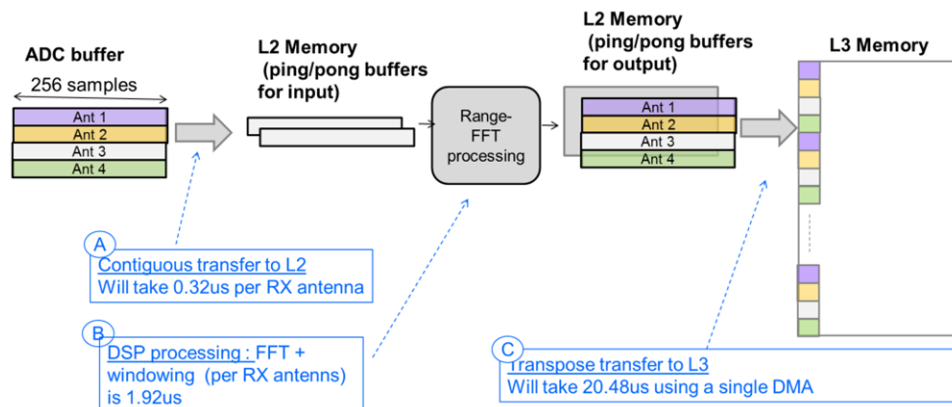 ADC buffer
256 samples
Ant 1
Ant 2
Ant 3
Ant 4
L2 Memory
(ping/pong buffers
for input)
Range-
FFT
processing
L2 Memory
(ping/pong buffers
for output)
Ant 1
Ant 2
Ant 3
Ant 4
L3 Memory
A
Contiguous transfer to L2
Will take 0.32us per RX antenna
B
DSP processing : FFT +
windowing (per RX antenns)
is 1.92us
C
Transpose transfer to L3
Will take 20.48us using a single DMA